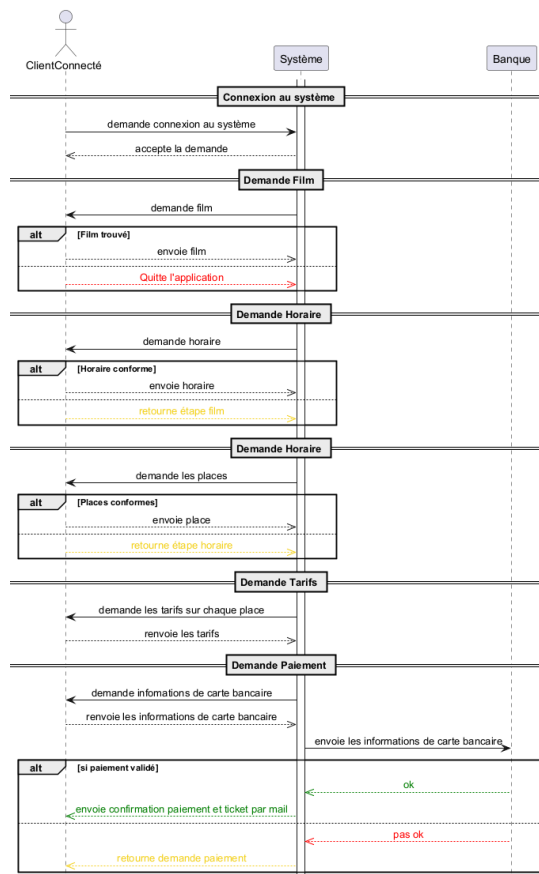 ClientConnecté
Système
Banque
Connexion au système
demande connexion au système
accepte la demande
Demande Film
demande film
alt [Film trouvé]
envoie film
Quitte l'application
Demande Horaire
demande horaire
alt [Horaire conforme]
envoie horaire
retourne étape film
Demande Horaire
demande les places
alt [Places conformes]
envoie place
retourne étape horaire
Demande Tarifs
demande les tarifs sur chaque place
renvoie les tarifs
Demande Paiement
demande infomations de carte bancaire
renvoie les informations de carte bancaire
envoie les informations de carte bancaire
alt [si paiement validé]
ok
envoie confirmation paiement et ticket par mail
pas ok
retourne demande paiement